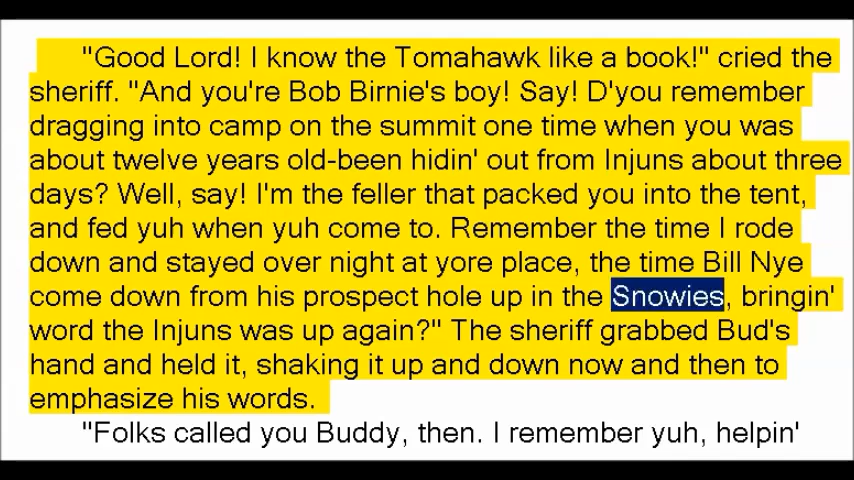 "Good Lord! I know the Tomahawk like a book!" cried the
sheriff. "And you're Bob Birnie's boy! Say! D'you remember
dragging into camp on the summit one time when you was
about twelve years old-been hidin' out from Injuns about three
days? Well, say! I'm the feller that packed you into the tent,
and fed yuh when yuh come to. Remember the time I rode
down and stayed over night at yore place, the time Bill Nye
come down from his prospect hole up in the Snowies, bringin'
word the Injuns was up again?" The sheriff grabbed Bud's
hand and held it, shaking it up and down now and then to
emphasize his words.
"Folks called you Buddy, then. I remember yuh, helpin'